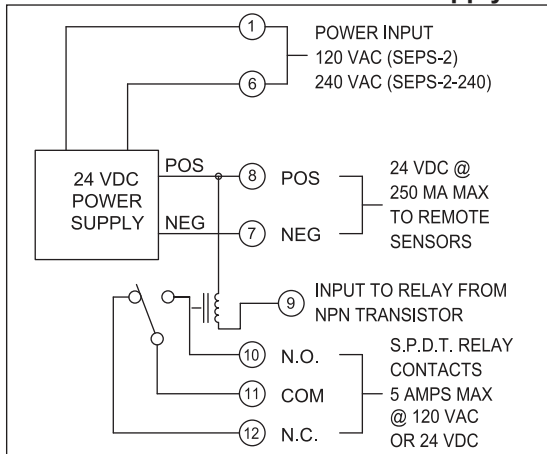 1
POWER INPUT
120 VAC (SEPS-2)
6
240 VAC (SEPS-2-240)
24 VDC
POWER
SUPPLY
POS
8
POS
NEG
7
NEG
24 VDC @
250 MA MAX
TO REMOTE
SENSORS
9
INPUT TO RELAY FROM
NPN TRANSISTOR
10
N.O.
11
COM
12
N.C.
S.P.D.T. RELAY
CONTACTS
5 AMPS MAX
@ 120 VAC
OR 24 VDC